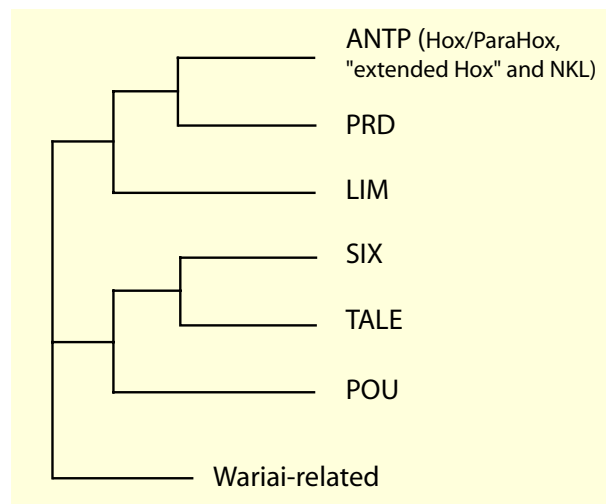 ANTP (Hox/ParaHox,
"extended Hox" and NKL)
PRD
LIM
SIX
TALE
POU
Wariai-related